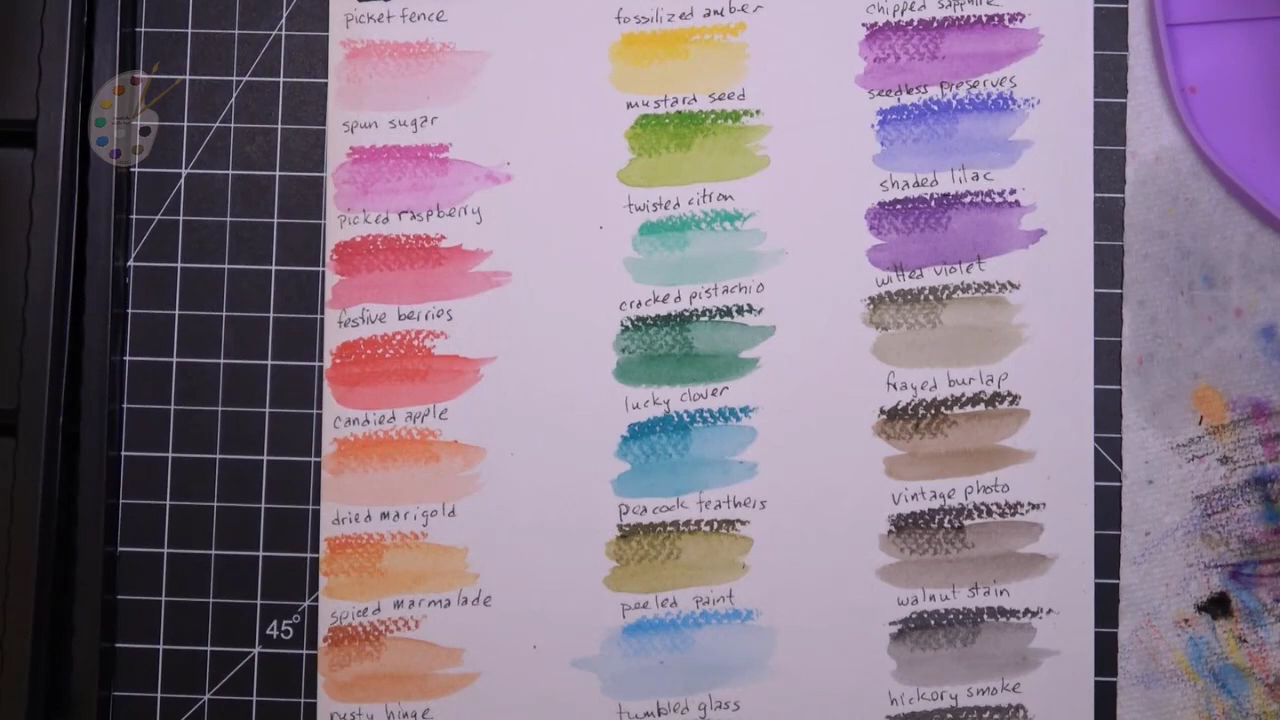 picket fence
spun sugar
picked raspberry
festive berries
candied apple
dried marigold
spiced marmalade
rusty hinge
fossilized amber
mustard seed
twisted citron
cracked pistachio
lucky clover
peacock feathers
peeled paint
tumbled glass
chipped sapphire
seedless preserves
shaded lilac
wilted violet
frayed burlap
vintage photo
walnut stain
hickory smoke
45°